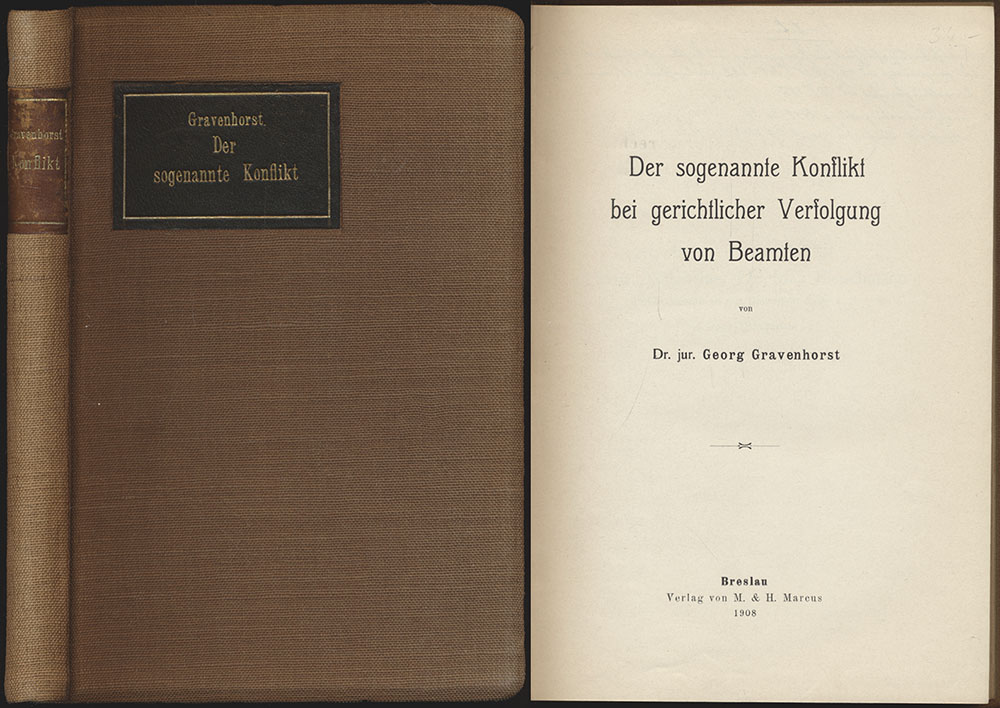 Gravenhorst
Konflikt
Gravenhorst.
Der
sogenannte Konflikt
Der sogenannte Konflikt
bei gerichtlicher Verfolgung
von Beamten
von
Dr. jur. Georg Gravenhorst
Breslau
Verlag von M. & H. Marcus
1908